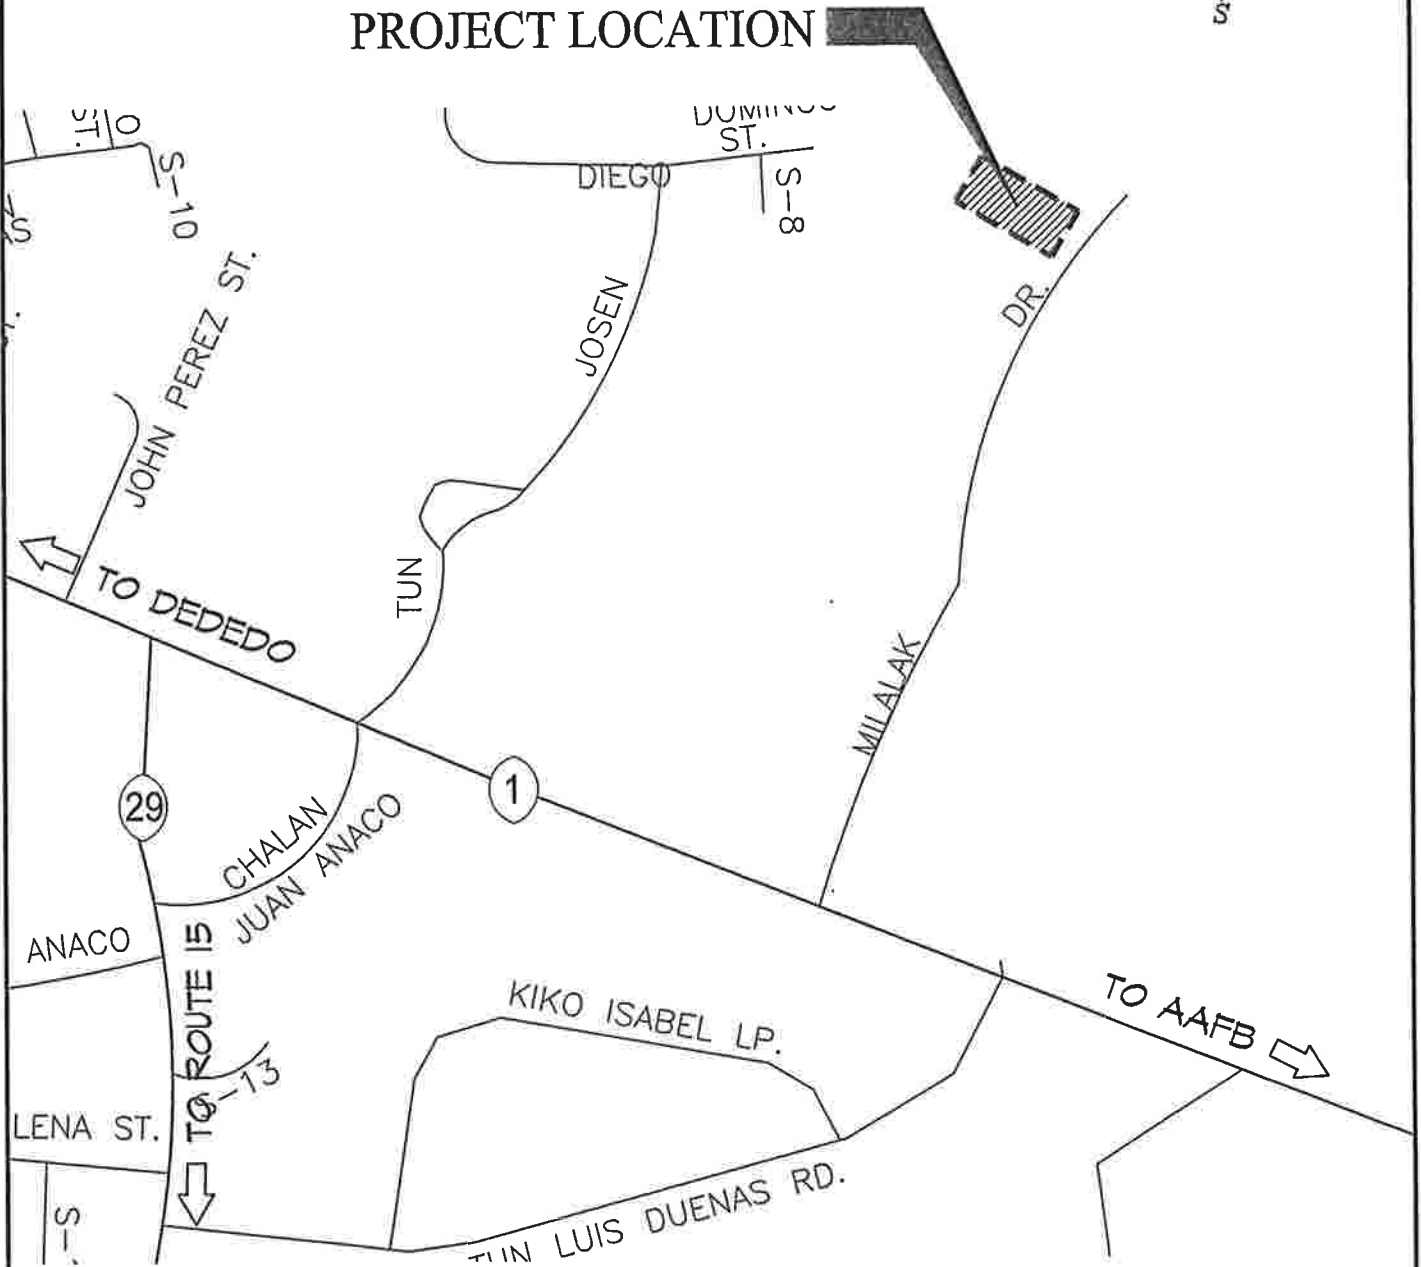 PROJECT LOCATION
S
ST.
O
S-10
S
JOHN PEREZ ST.
ST.
DIEGO
S-8
JOSEN
TUN
DR.
MILALAK
TO DEDEDO
29
1
CHALAN
JUAN ANACO
ANACO
TO ROUTE 15
S-13
LENA ST.
KIKO ISABEL LP.
TO AAFB
TUN LUIS DUENAS RD.